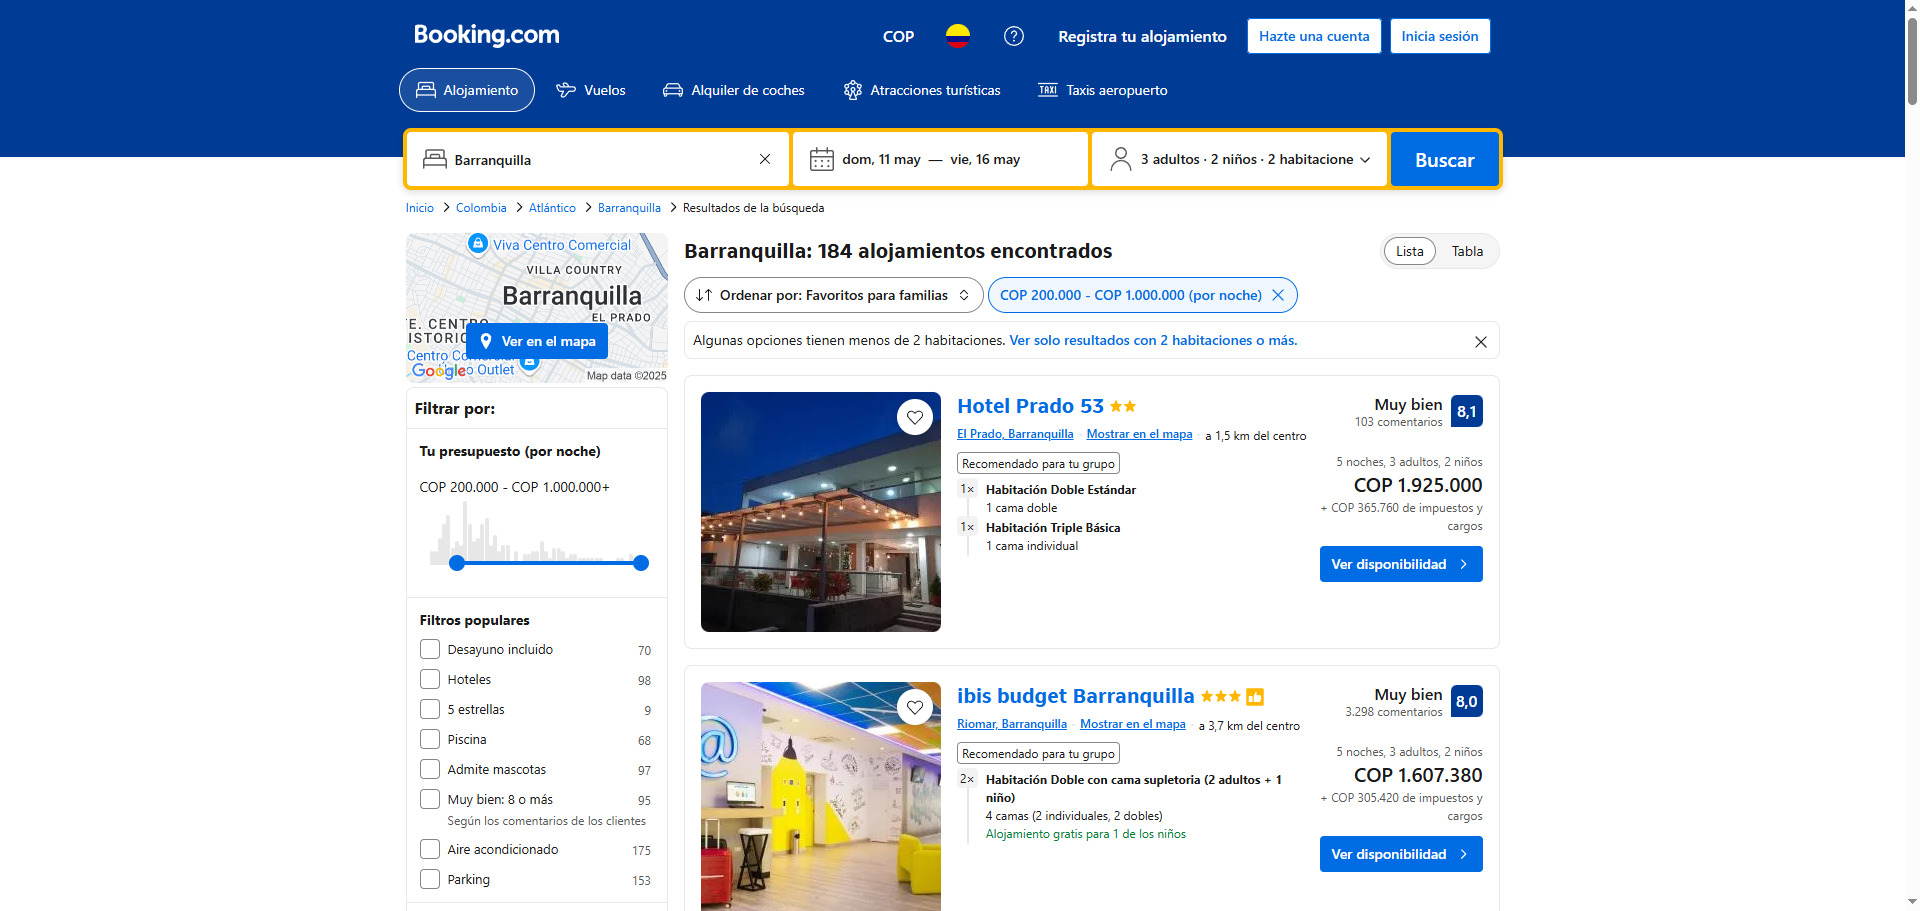 Booking.com
COP
Registra tu alojamiento
Hazte una cuenta
Inicia sesión
Alojamiento
Vuelos
Alquiler de coches
Atracciones turísticas
TAXI
Taxis aeropuerto
Barranquilla
dom, 11 may — vie, 16 may
3 adultos · 2 niños · 2 habitacione
Buscar
Inicio
Colombia
Atlántico
Barranquilla
Resultados de la búsqueda
Viva Centro Comercial
VILLA COUNTRY
Barranquilla
EL PRADO
E. CENTRO
ISTORIC
Ver en el mapa
Google
Outlet
Map data ©2025
Filtrar por:
Tu presupuesto (por noche)
COP 200.000 - COP 1.000.000+
Filtros populares
Desayuno incluido 70
Hoteles 98
5 estrellas 9
Piscina 68
Admite mascotas 97
Muy bien: 8 o más 95
Según los comentarios de los clientes
Aire acondicionado 175
Parking 153
Barranquilla: 184 alojamientos encontrados
Lista
Tabla
Ordenar por: Favoritos para familias
COP 200.000 - COP 1.000.000 (por noche)
Algunas opciones tienen menos de 2 habitaciones. Ver solo resultados con 2 habitaciones o más.
Hotel Prado 53
El Prado, Barranquilla
Mostrar en el mapa
a 1,5 km del centro
Recomendado para tu grupo
1× Habitación Doble Estándar
1 cama doble
1× Habitación Triple Básica
1 cama individual
Muy bien
103 comentarios
8,1
5 noches, 3 adultos, 2 niños
COP 1.925.000
+ COP 365.760 de impuestos y
cargos
Ver disponibilidad
ibis budget Barranquilla
Riomar, Barranquilla
Mostrar en el mapa
a 3,7 km del centro
Recomendado para tu grupo
2× Habitación Doble con cama supletoria (2 adultos + 1
niño)
4 camas (2 individuales, 2 dobles)
Alojamiento gratis para 1 de los niños
Muy bien
3.298 comentarios
8,0
5 noches, 3 adultos, 2 niños
COP 1.607.380
+ COP 305.420 de impuestos y
cargos
Ver disponibilidad